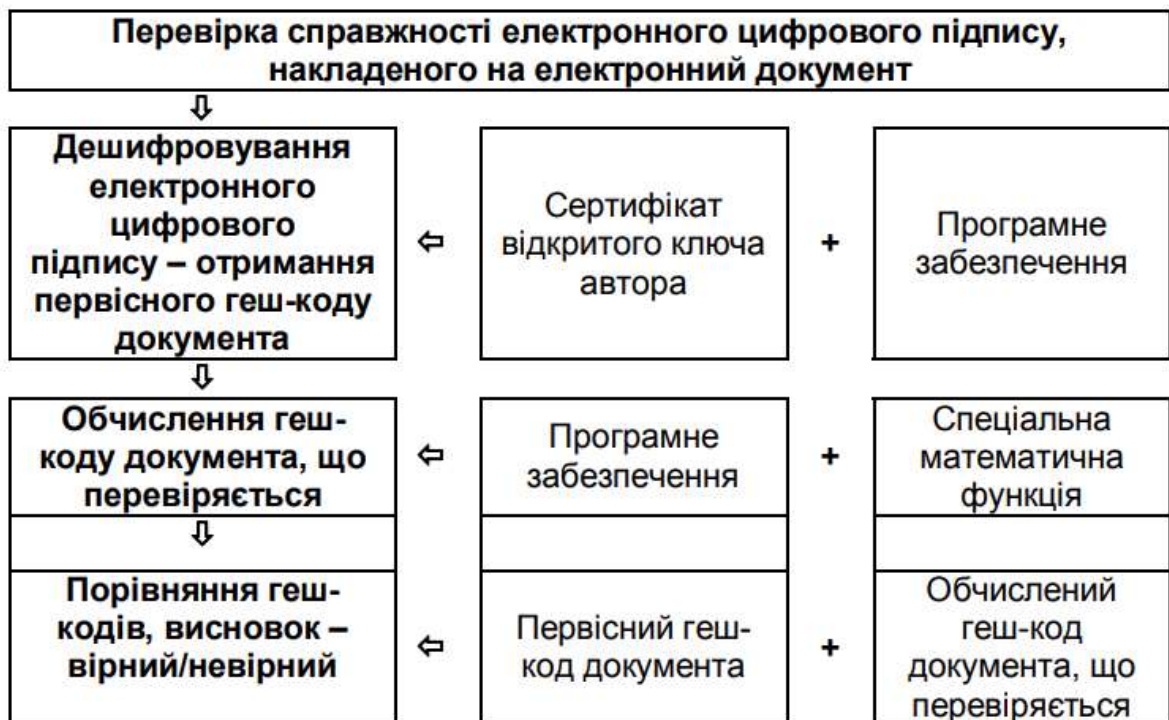 Перевірка справжності електронного цифрового підпису,
накладеного на електронний документ
⇩
Дешифровування
електронного
цифрового
підпису – отримання
первісного геш-коду
документа
⇦
Сертифікат
відкритого ключа
автора
+
Програмне
забезпечення
⇩
Обчислення геш-
коду документа, що
перевіряється
⇦
Програмне
забезпечення
+
Спеціальна
математична
функція
⇩
Порівняння геш-
кодів, висновок –
вірний/невірний
⇦
Первісний геш-
код документа
+
Обчислений
геш-код
документа, що
перевіряється